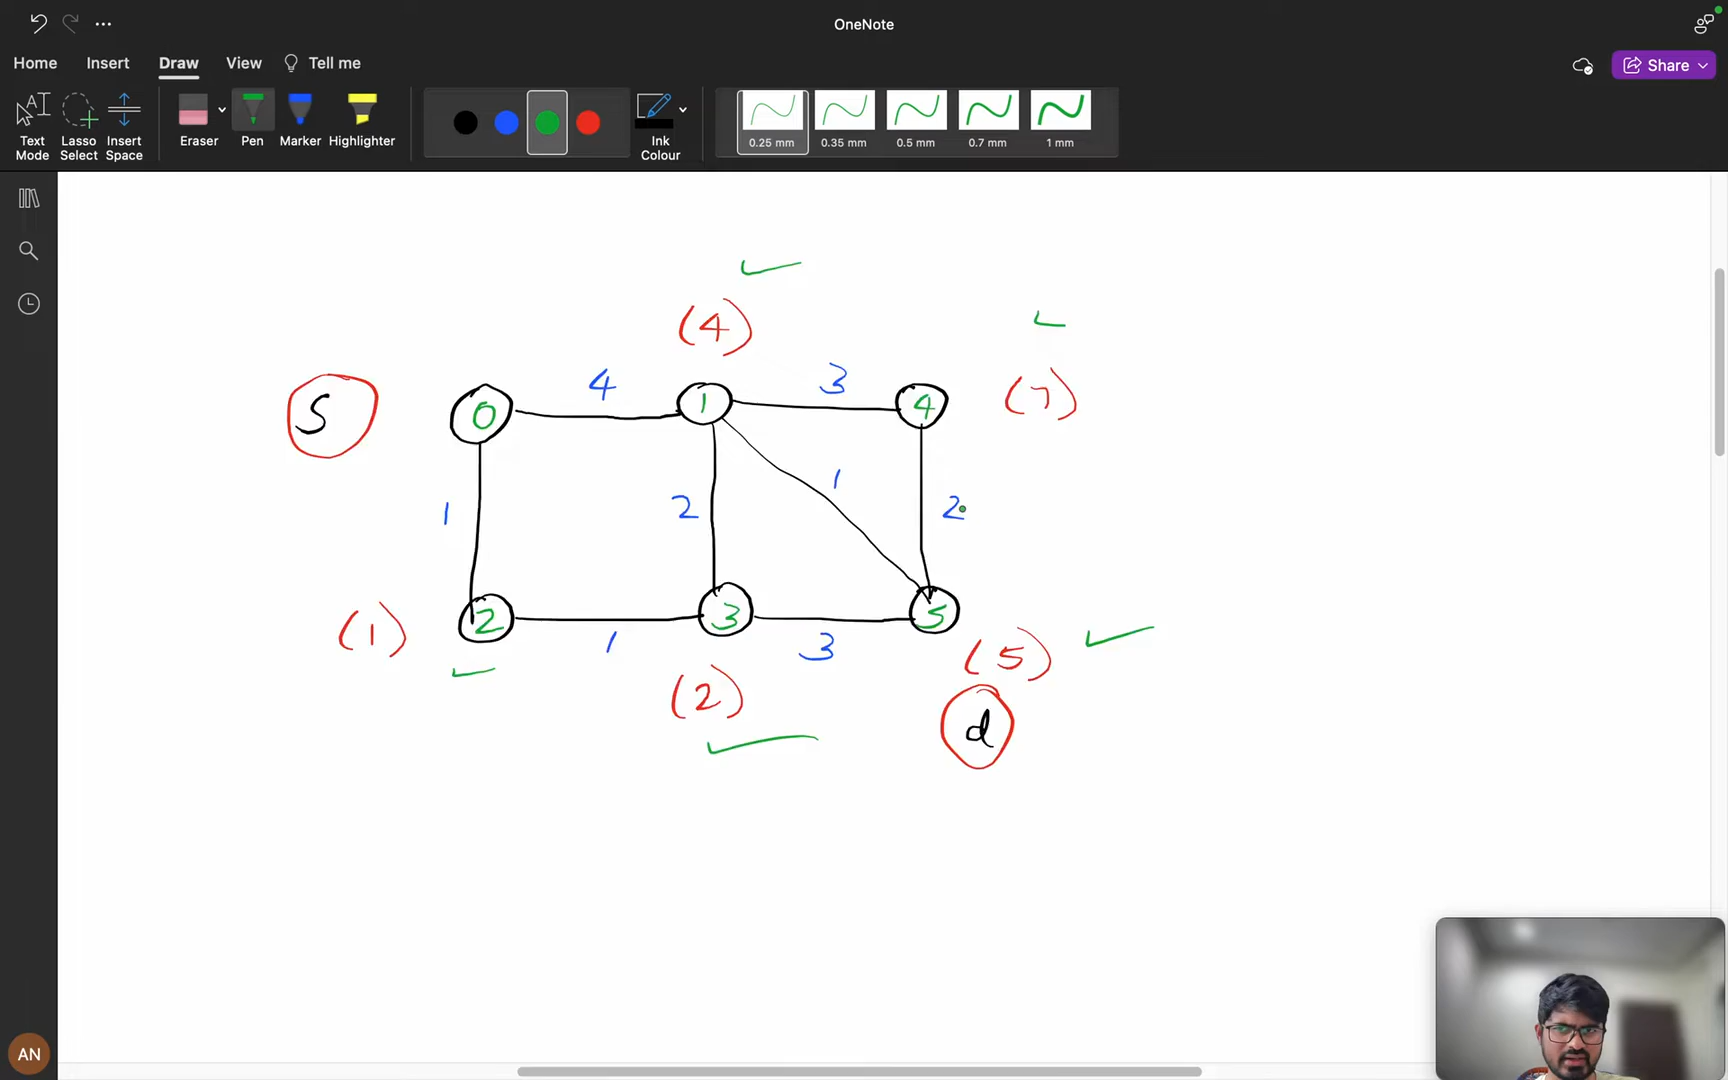 OneNote
Home Insert Draw View Tell me
Share
Text Mode
Lasso Select
Insert Space
Eraser
Pen
Marker
Highlighter
Ink Colour
0.25 mm
0.35 mm
0.5 mm
0.7 mm
1 mm
(4)
S
0
4
1
3
4
(7)
1
2
1
2
(1)
2
1
3
3
5
(5)
(2)
d
AN